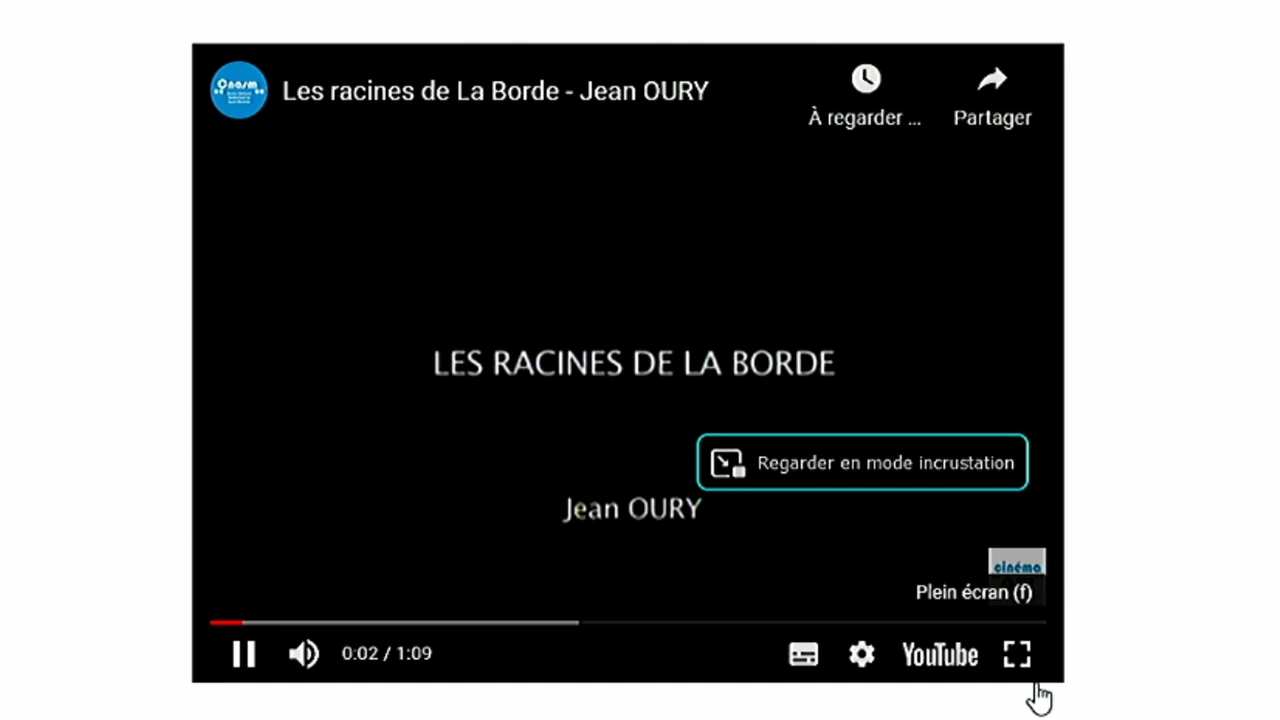 Les racines de La Borde - Jean OURY
À regarder ...
Partager
LES RACINES DE LA BORDE
Regarder en mode incrustation
Jean OURY
cinéma
Plein écran (f)
0:02 / 1:09
YouTube